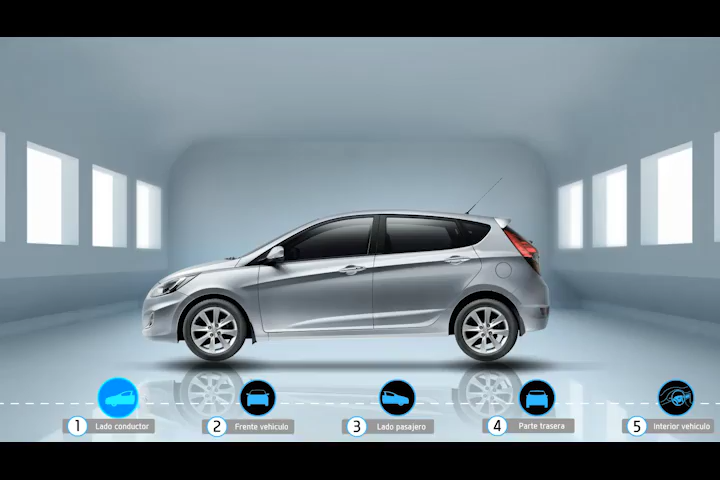 1 Lado conductor
2 Frente vehiculo
3 Lado pasajero
4 Parte trasera
5 Interior vehiculo